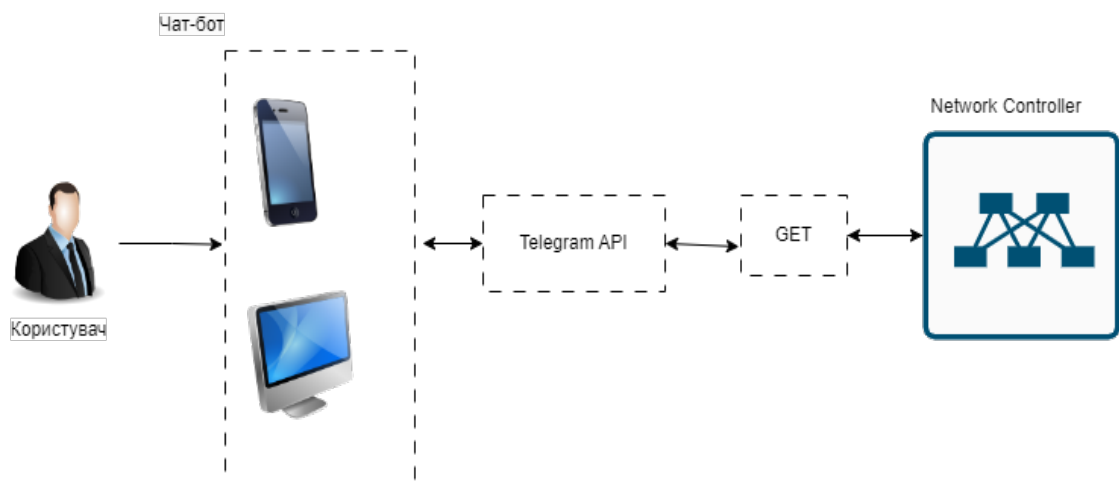 Чат-бот
Network Controller
Telegram API
GET
Користувач